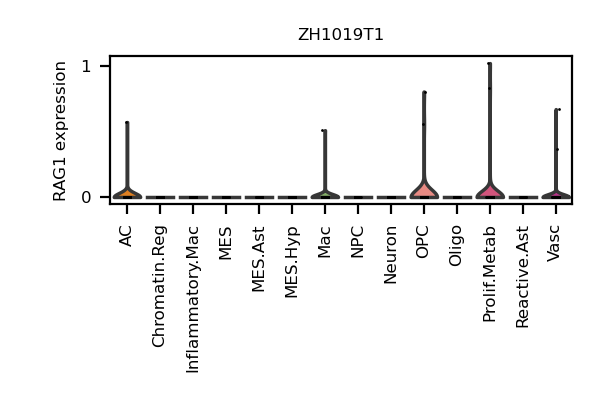 ZH1019T1
RAG1 expression
1
0
AC
Chromatin.Reg
Inflammatory.Mac
MES
MES.Ast
MES.Hyp
Mac
NPC
Neuron
OPC
Oligo
Prolif.Metab
Reactive.Ast
Vasc